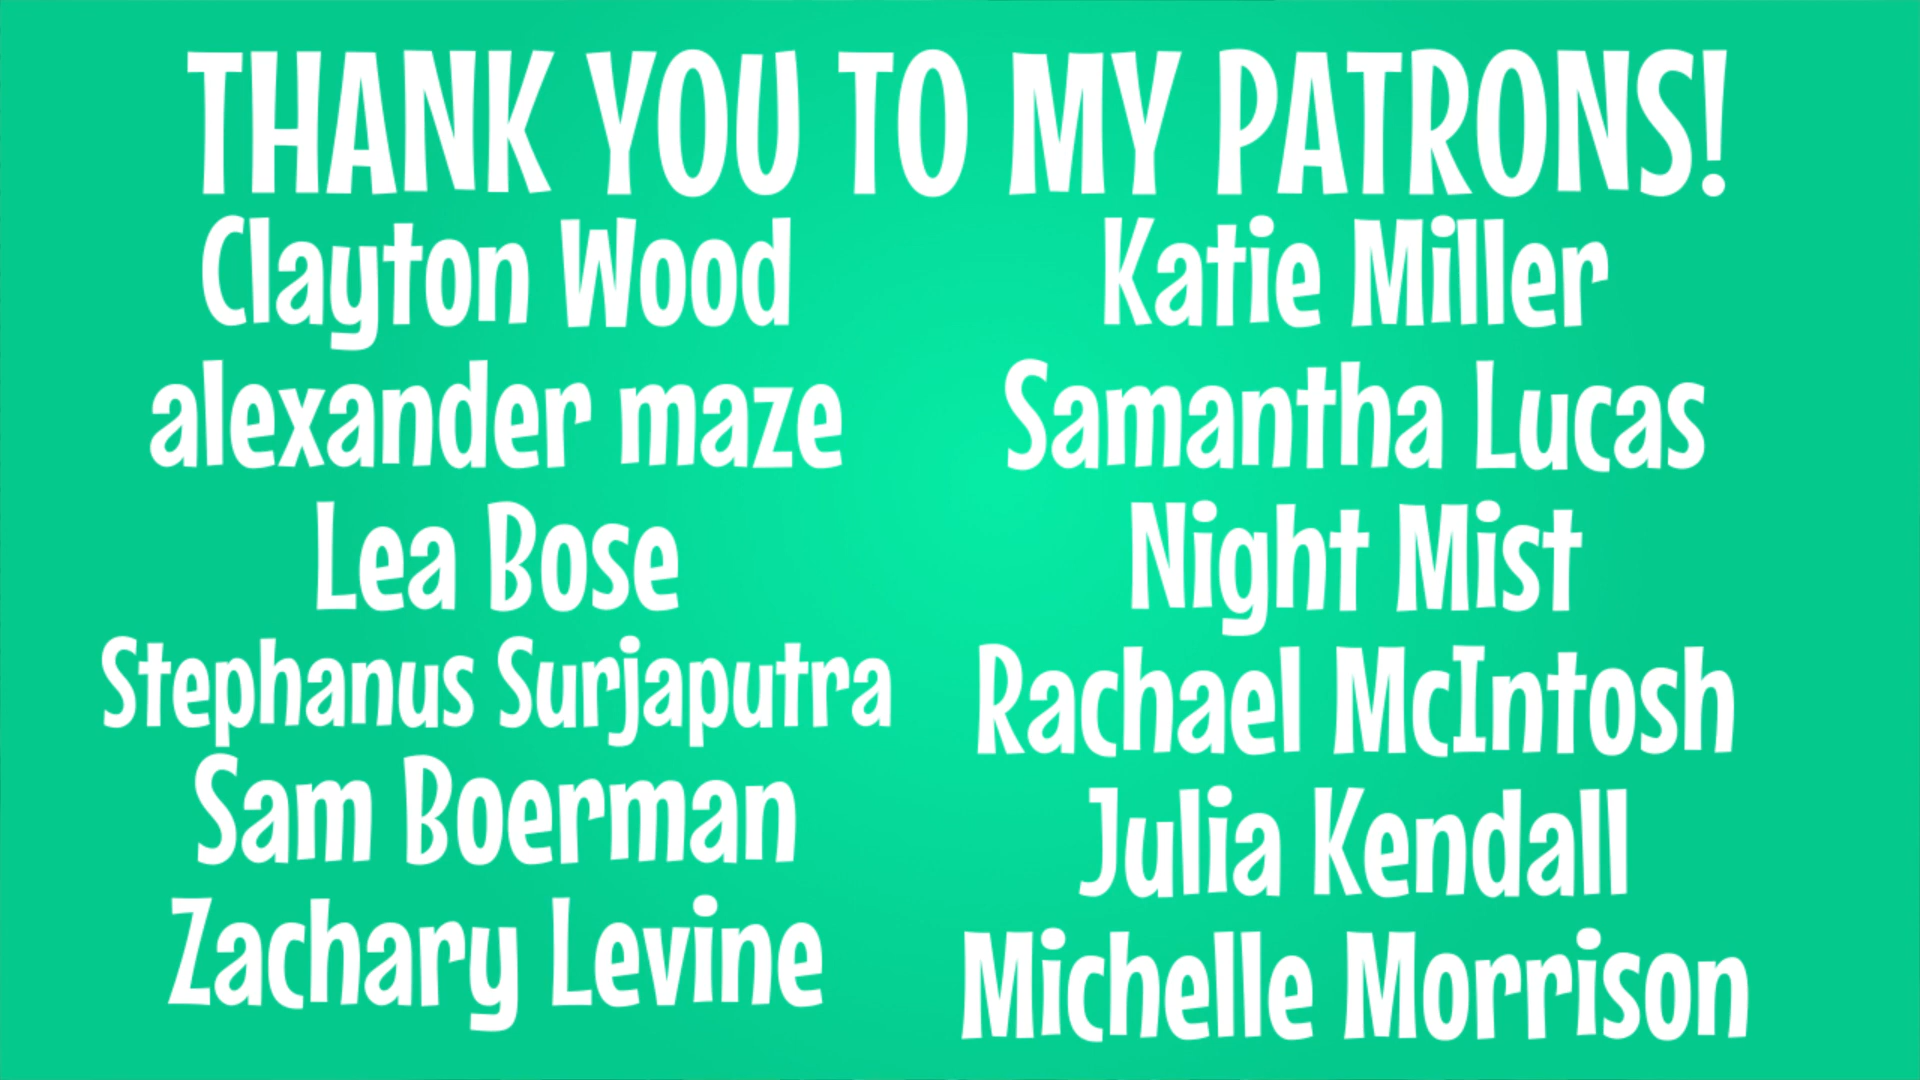 THANK YOU TO MY PATRONS!
Clayton Wood
alexander maze
Lea Bose
Stephanus Surjaputra
Sam Boerman
Zachary Levine
Katie Miller
Samantha Lucas
Night Mist
Rachael McIntosh
Julia Kendall
Michelle Morrison